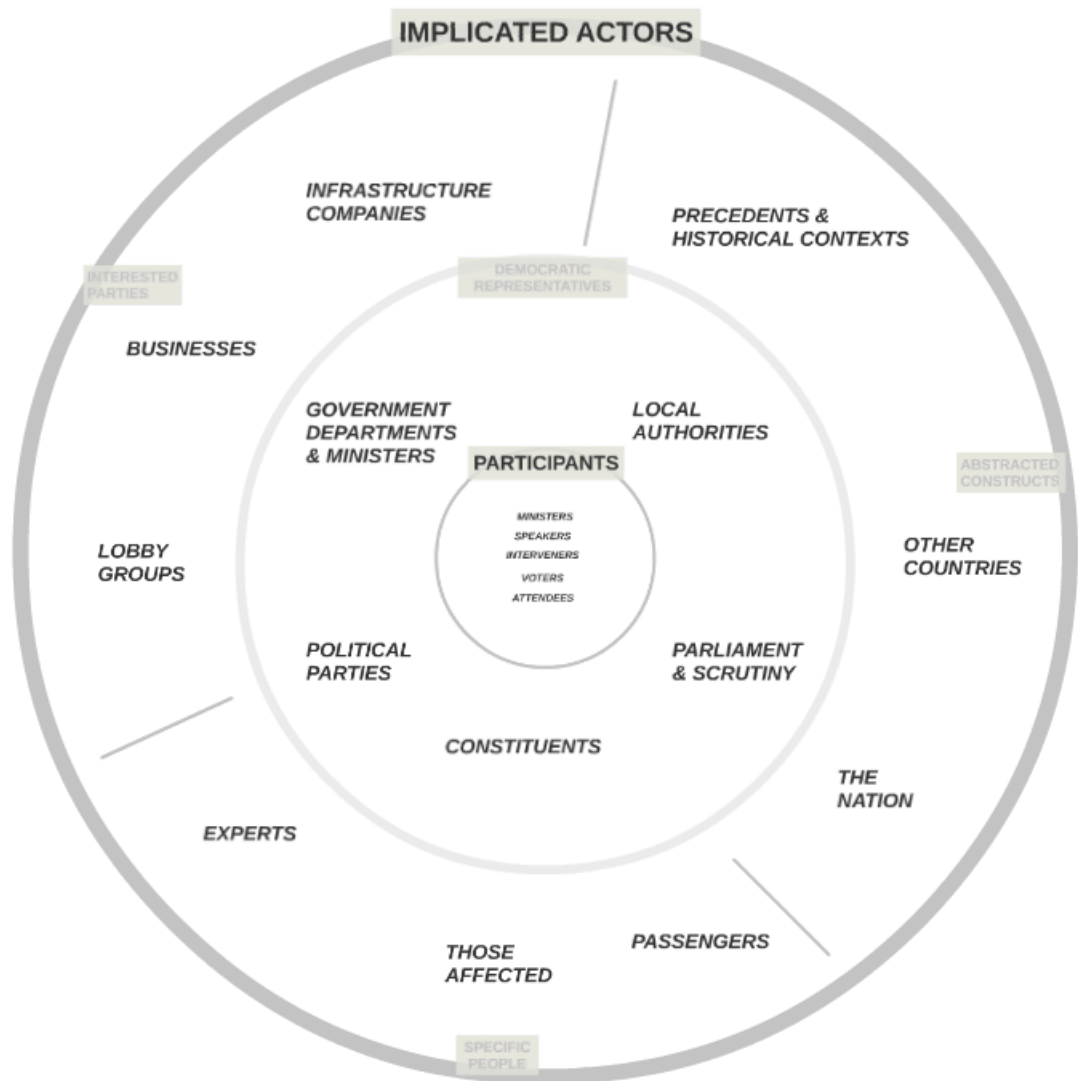 IMPLICATED ACTORS
INFRASTRUCTURE
COMPANIES
PRECEDENTS &
HISTORICAL CONTEXTS
DEMOCRATIC
REPRESENTATIVES
INTERESTED
PARTIES
BUSINESSES
GOVERNMENT
DEPARTMENTS
& MINISTERS
LOCAL
AUTHORITIES
PARTICIPANTS
ABSTRACTED
CONSTRUCTS
MINISTERS
SPEAKERS
INTERVENERS
VOTERS
ATTENDEES
LOBBY
GROUPS
OTHER
COUNTRIES
POLITICAL
PARTIES
PARLIAMENT
& SCRUTINY
CONSTITUENTS
THE
NATION
EXPERTS
THOSE
AFFECTED
PASSENGERS
SPECIFIC
PEOPLE